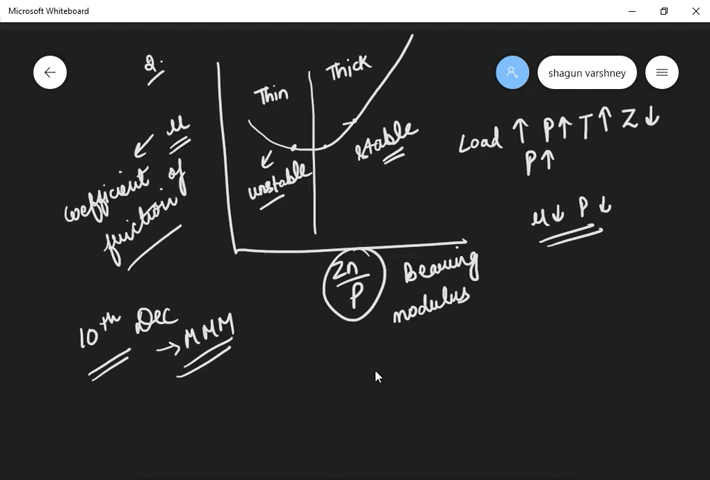 Microsoft Whiteboard
shagun varshney
Q.
Thin
Thick
μ
coefficient of
friction
unstable
stable
Load ↑ P↑ T↑ Z↓
P↑
μ↓ P↓
Zn
P
Bearing
modulus
10th Dec
→ MMM